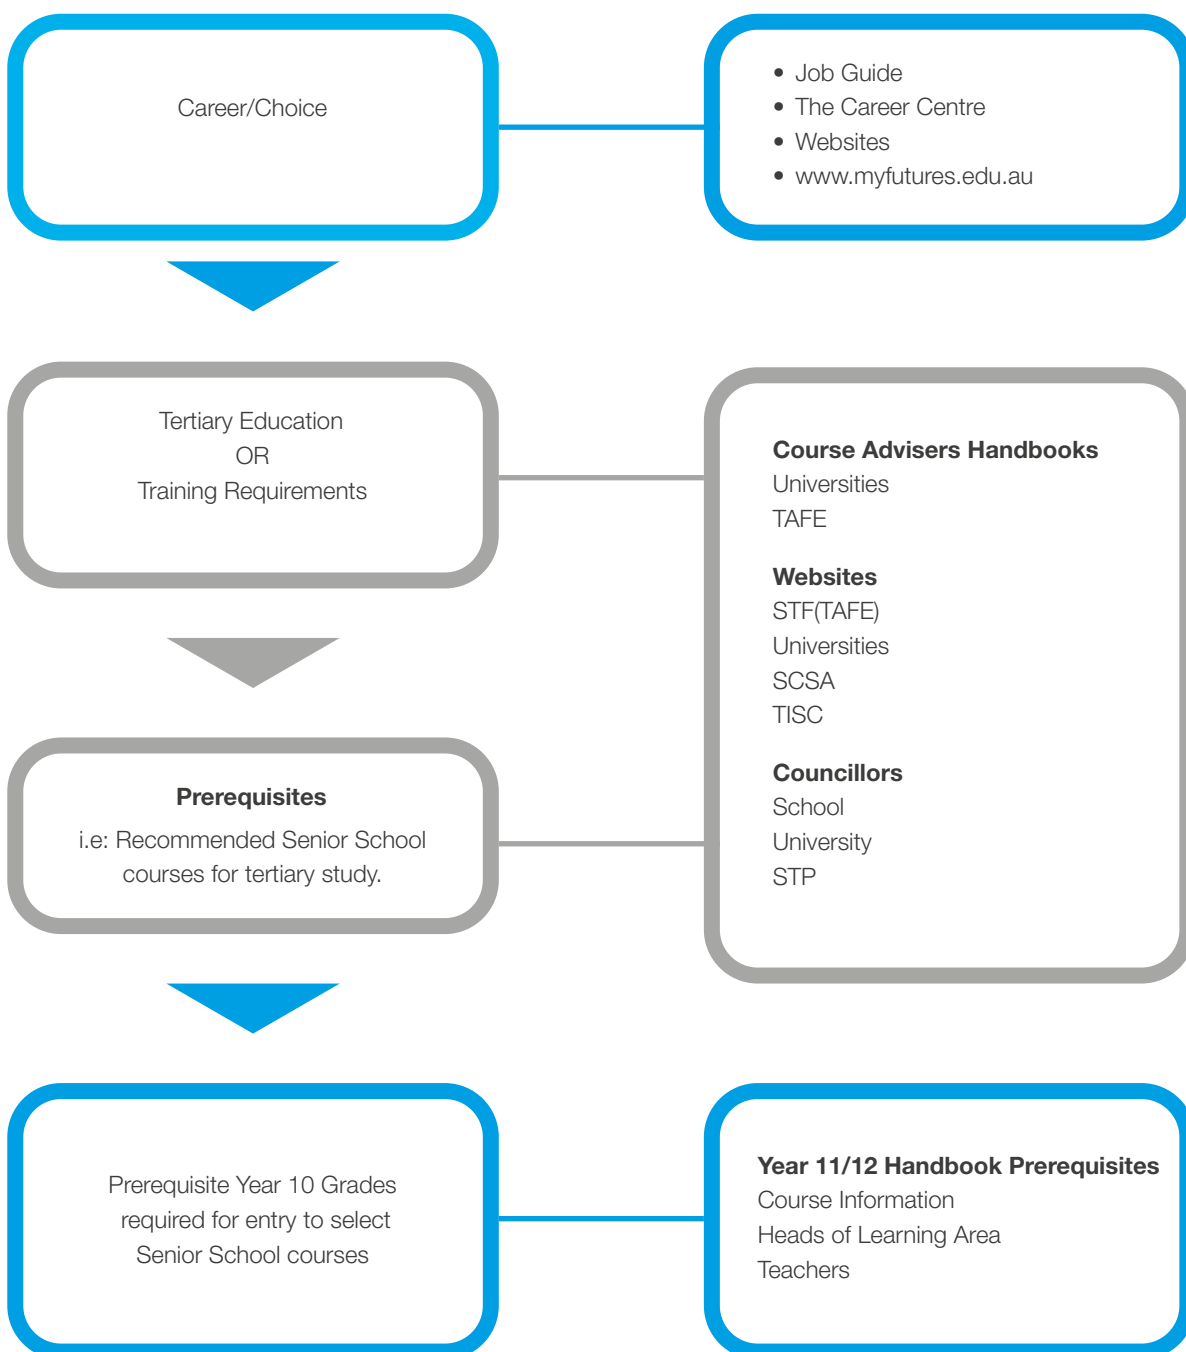 Career/Choice
• Job Guide
• The Career Centre
• Websites
• www.myfutures.edu.au
Tertiary Education
OR
Training Requirements
Course Advisers Handbooks
Universities
TAFE
Websites
STF(TAFE)
Universities
SCSA
TISC
Councillors
School
University
STP
Prerequisites
i.e: Recommended Senior School
courses for tertiary study.
Prerequisite Year 10 Grades
required for entry to select
Senior School courses
Year 11/12 Handbook Prerequisites
Course Information
Heads of Learning Area
Teachers